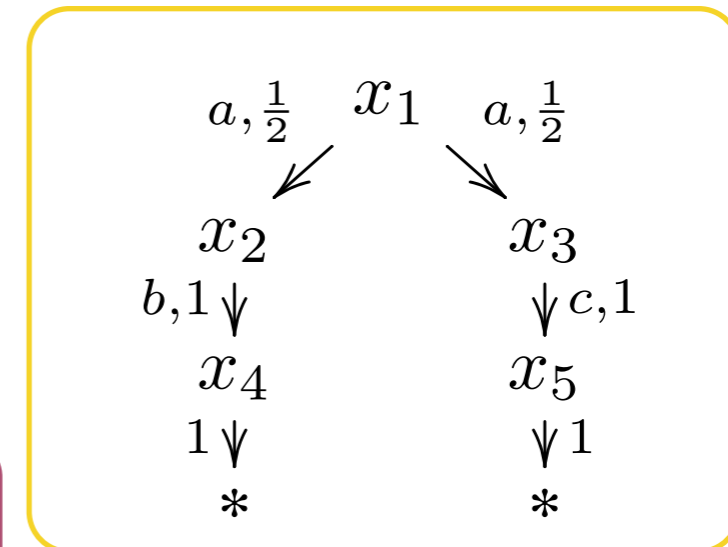 a, 1/2 x₁ a, 1/2
x₂ x₃
b,1 c,1
x₄ x₅
1 1
* *